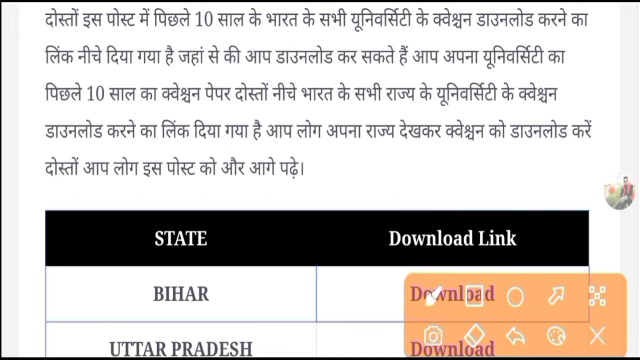 दोस्तों इस पोस्ट में पिछले 10 साल के भारत के सभी यूनिवर्सिटी के क्वेश्चन डाउनलोड करने का
लिंक नीचे दिया गया है जहां से की आप डाउनलोड कर सकते हैं आप अपना यूनिवर्सिटी का
पिछले 10 साल का क्वेश्चन पेपर दोस्तों नीचे भारत के सभी राज्य के यूनिवर्सिटी के क्वेश्चन
डाउनलोड करने का लिंक दिया गया है आप लोग अपना राज्य देखकर क्वेश्चन को डाउनलोड करें
दोस्तों आप लोग इस पोस्ट को और आगे पढ़े।
STATE Download Link
BIHAR Download
UTTAR PRADESH Download